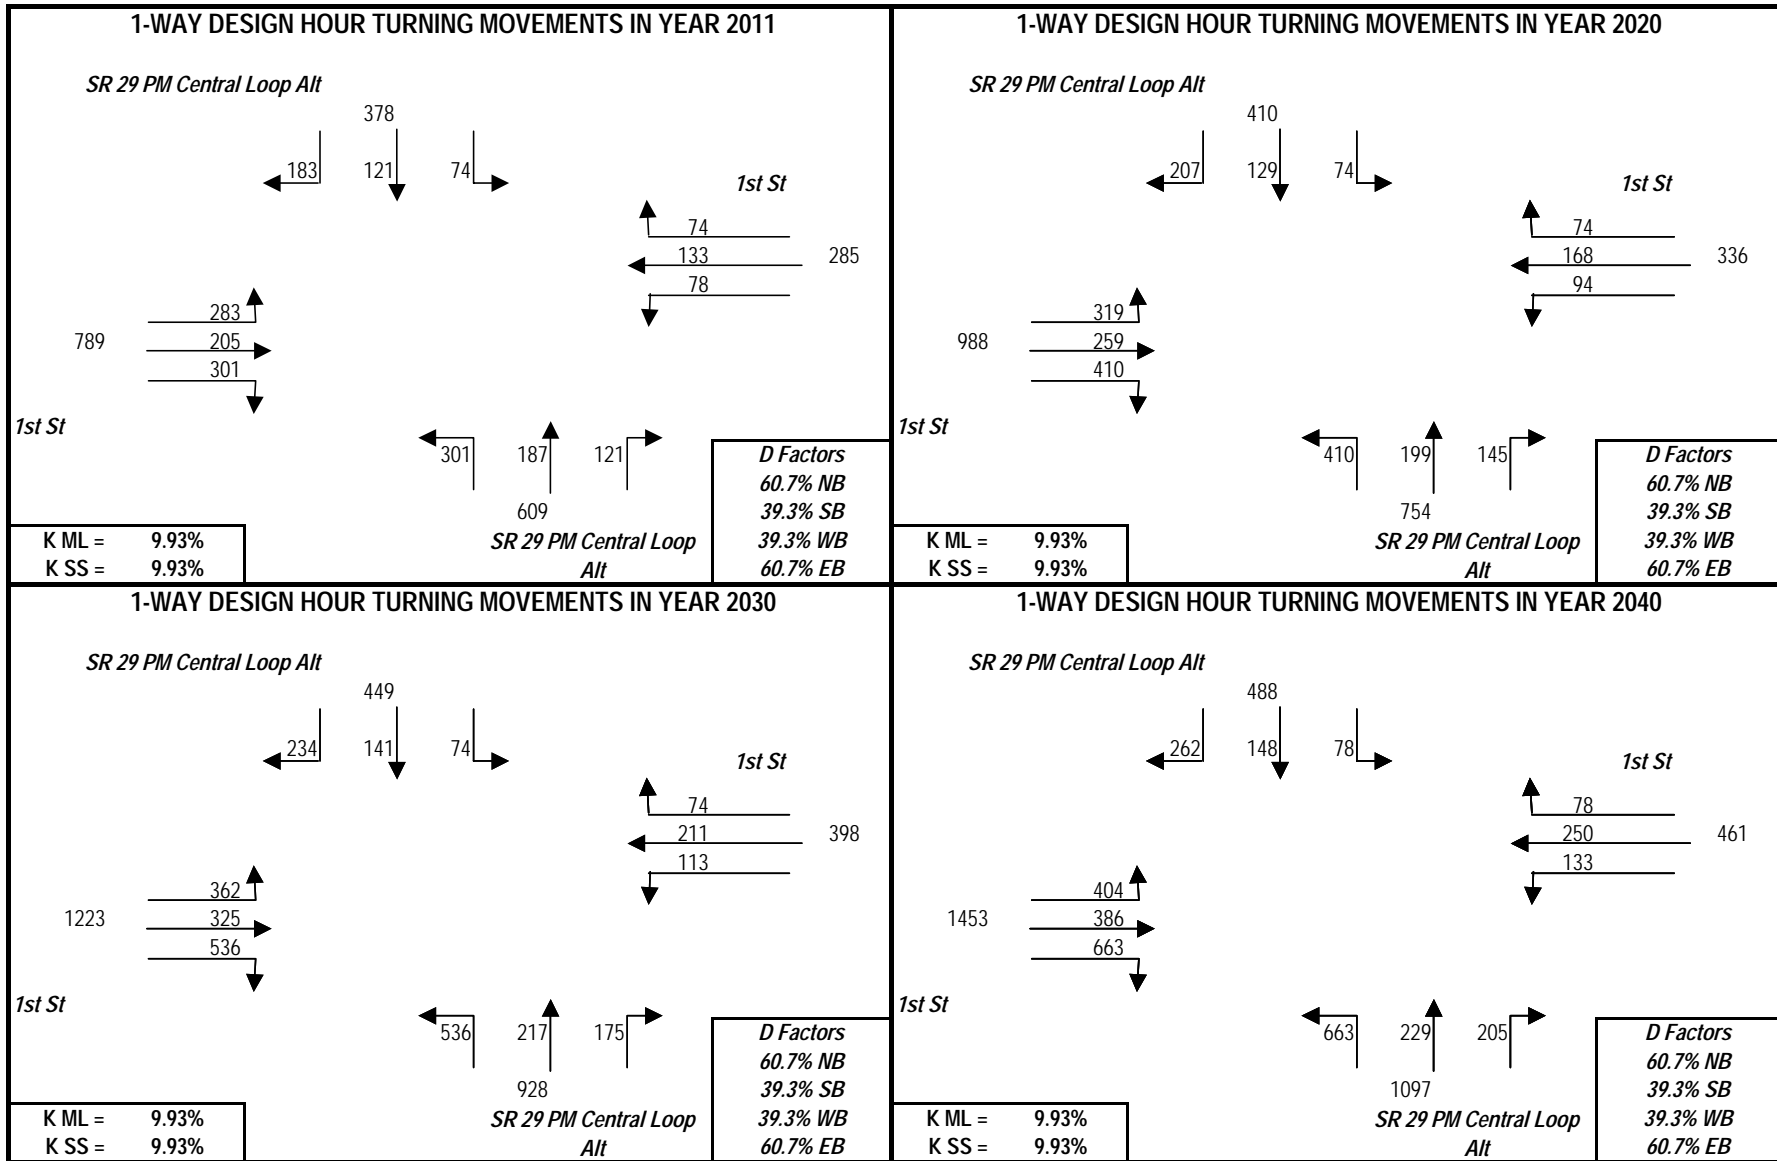 1-WAY DESIGN HOUR TURNING MOVEMENTS IN YEAR 2011
SR 29 PM Central Loop Alt
378
183 121 74
1st St
74
133 285
78
283
789 205
301
1st St
301 187 121
609
SR 29 PM Central Loop
Alt
D Factors
60.7% NB
39.3% SB
39.3% WB
60.7% EB
K ML = 9.93%
K SS = 9.93%
1-WAY DESIGN HOUR TURNING MOVEMENTS IN YEAR 2020
SR 29 PM Central Loop Alt
410
207 129 74
1st St
74
168 336
94
319
988 259
410
1st St
410 199 145
754
SR 29 PM Central Loop
Alt
D Factors
60.7% NB
39.3% SB
39.3% WB
60.7% EB
K ML = 9.93%
K SS = 9.93%
1-WAY DESIGN HOUR TURNING MOVEMENTS IN YEAR 2030
SR 29 PM Central Loop Alt
449
234 141 74
1st St
74
211 398
113
362
1223 325
536
1st St
536 217 175
928
SR 29 PM Central Loop
Alt
D Factors
60.7% NB
39.3% SB
39.3% WB
60.7% EB
K ML = 9.93%
K SS = 9.93%
1-WAY DESIGN HOUR TURNING MOVEMENTS IN YEAR 2040
SR 29 PM Central Loop Alt
488
262 148 78
1st St
78
250 461
133
404
1453 386
663
1st St
663 229 205
1097
SR 29 PM Central Loop
Alt
D Factors
60.7% NB
39.3% SB
39.3% WB
60.7% EB
K ML = 9.93%
K SS = 9.93%